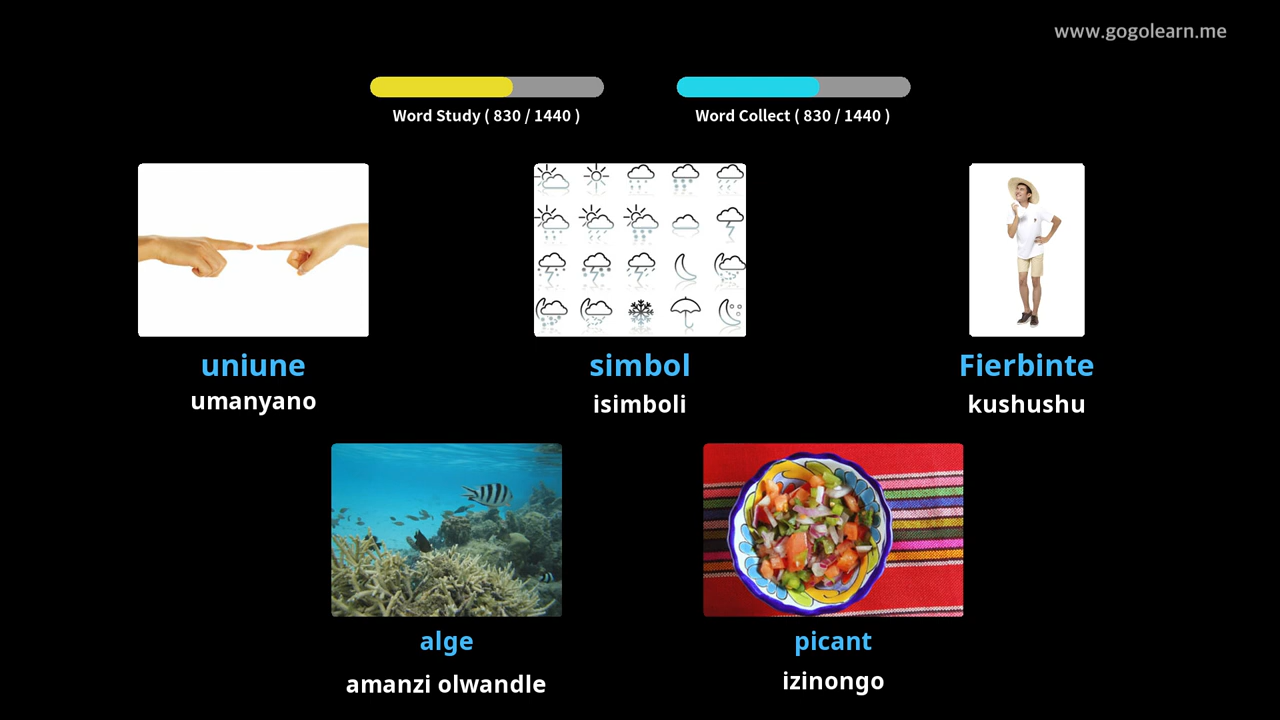 www.gogolearn.me
Word Study ( 830 / 1440 )
Word Collect ( 830 / 1440 )
uniune
umanyano
simbol
isimboli
Fierbinte
kushushu
alge
amanzi olwandle
picant
izinongo